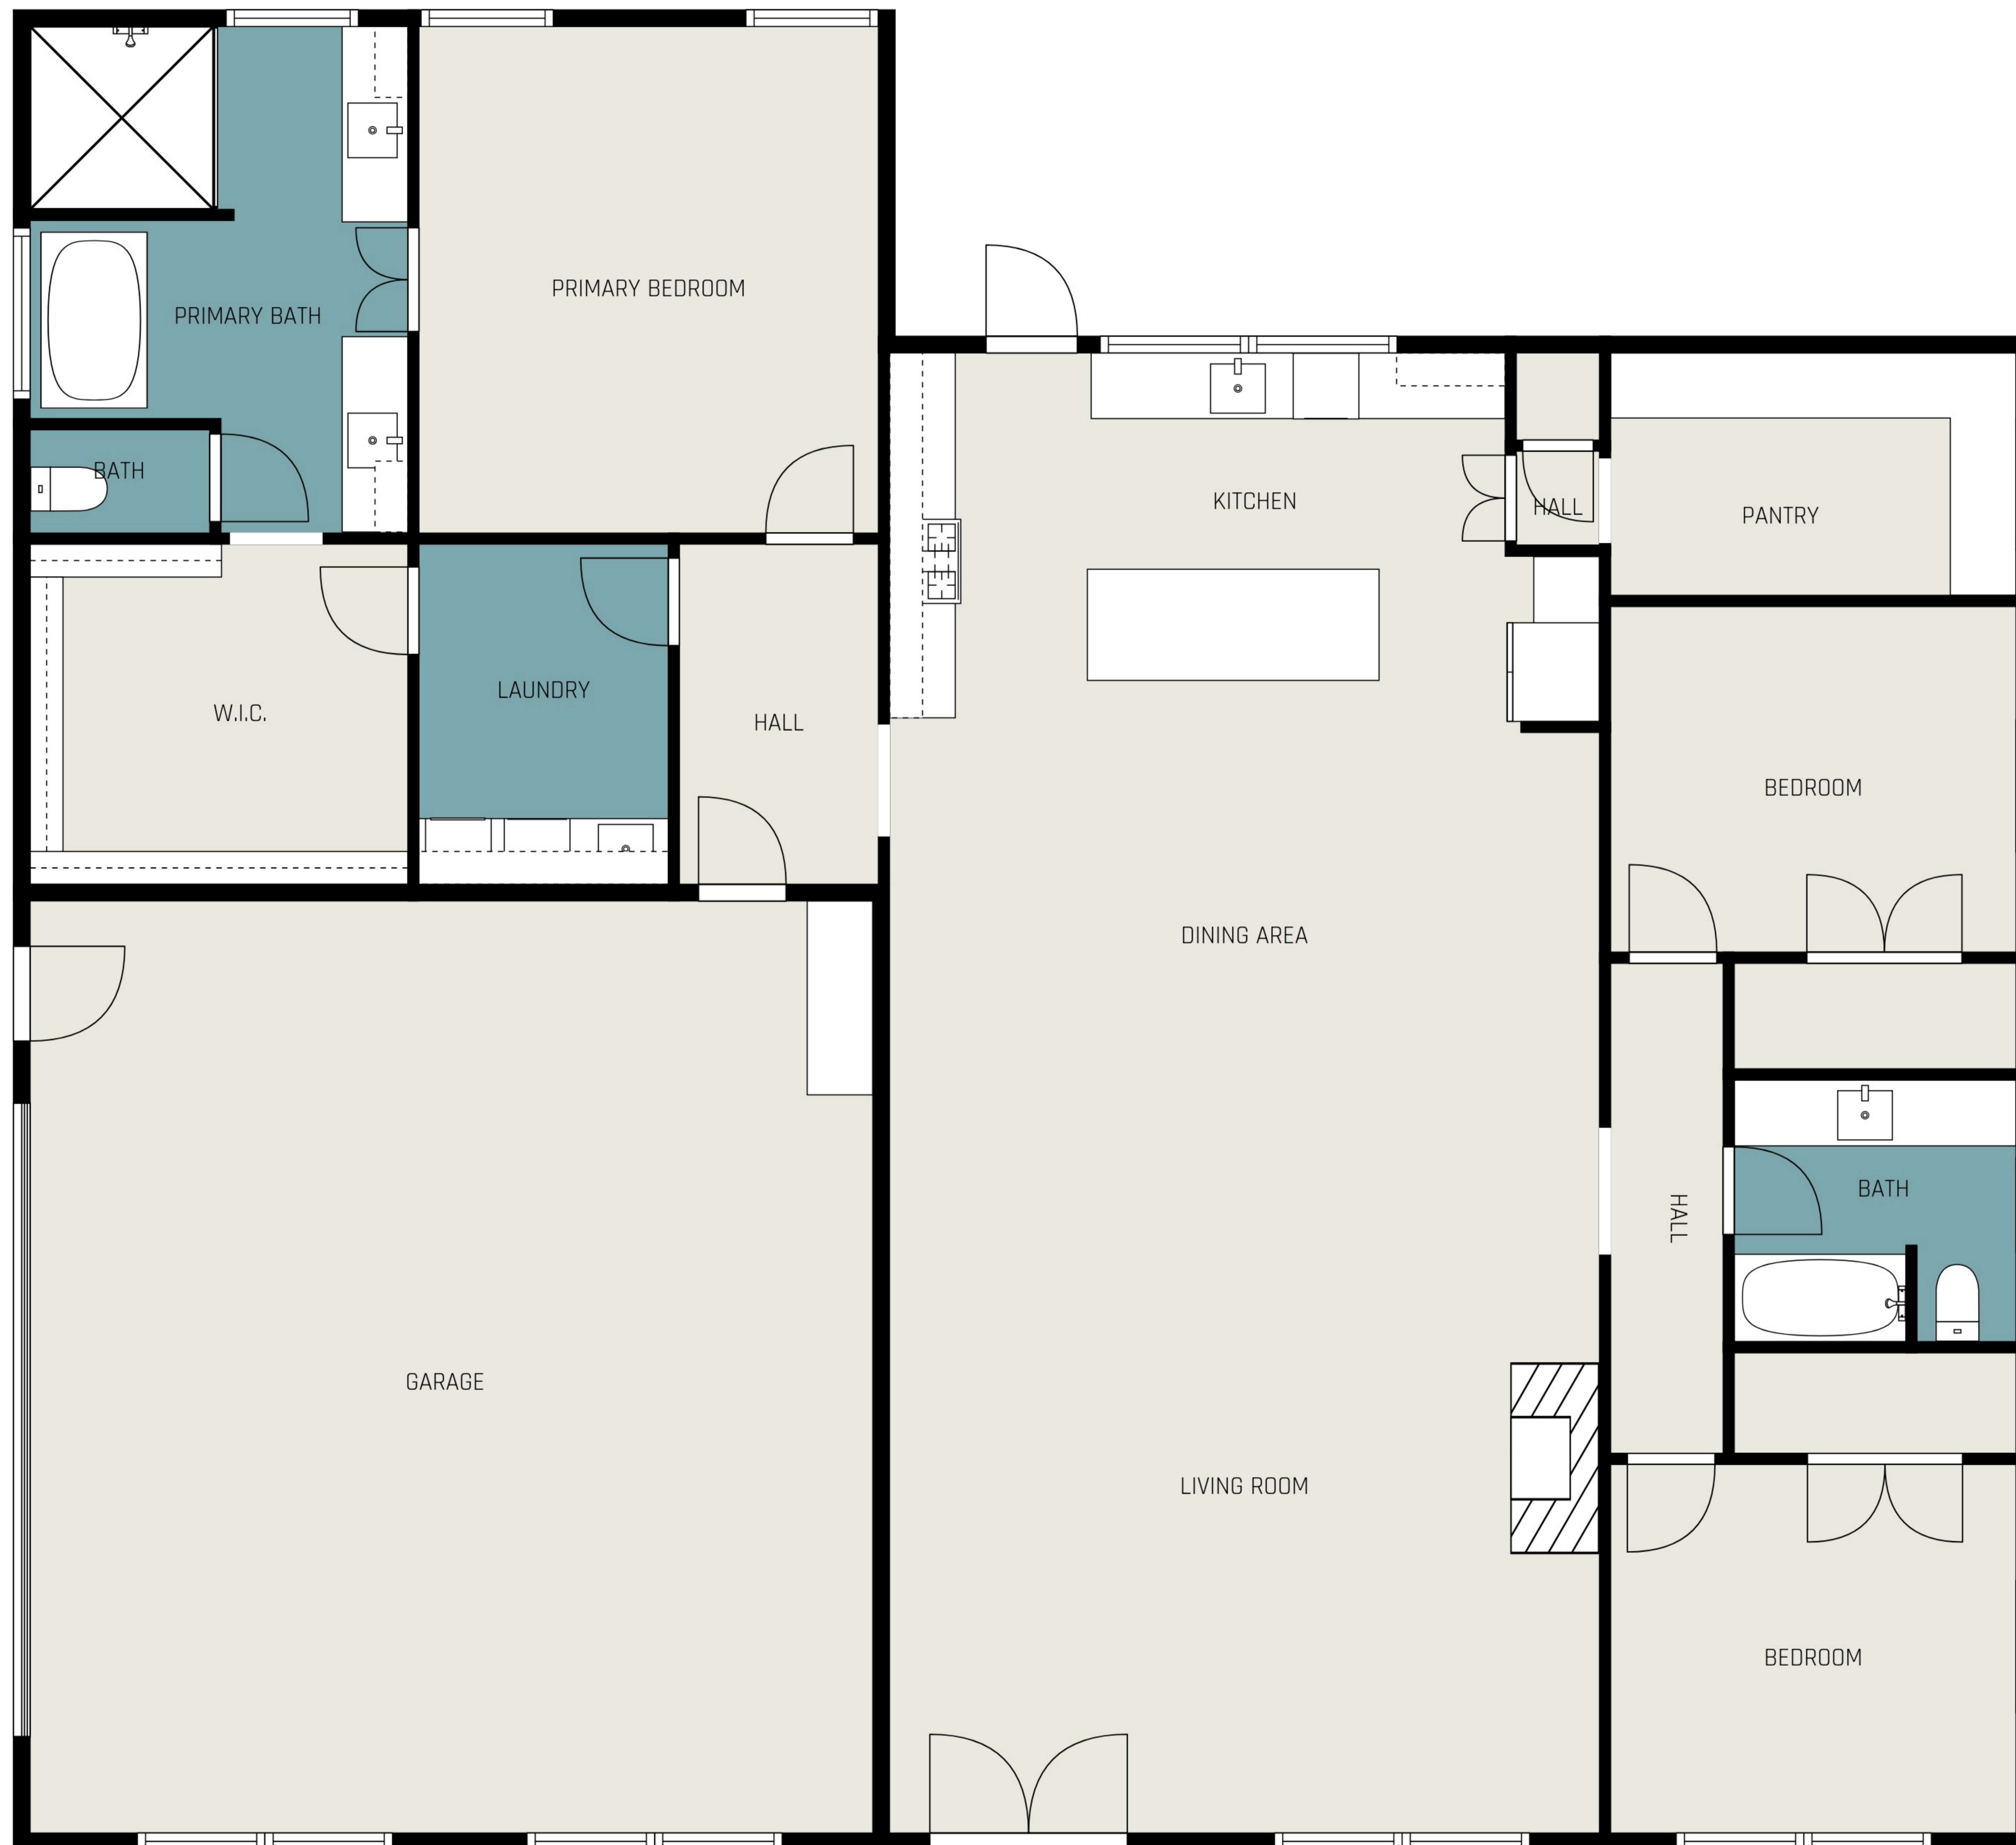 PRIMARY BEDROOM
PRIMARY BATH
BATH
KITCHEN
HALL
PANTRY
LAUNDRY
W.I.C.
HALL
BEDROOM
DINING AREA
BATH
HALL
GARAGE
LIVING ROOM
BEDROOM